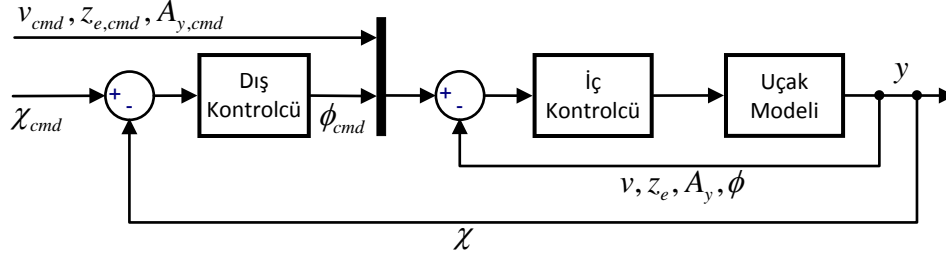 v_cmd, z_e,cmd, A_y,cmd
χ_cmd
+
-
Dış
Kontrolcü
ϕ_cmd
+
-
İç
Kontrolcü
Uçak
Modeli
y
v, z_e, A_y, ϕ
χ